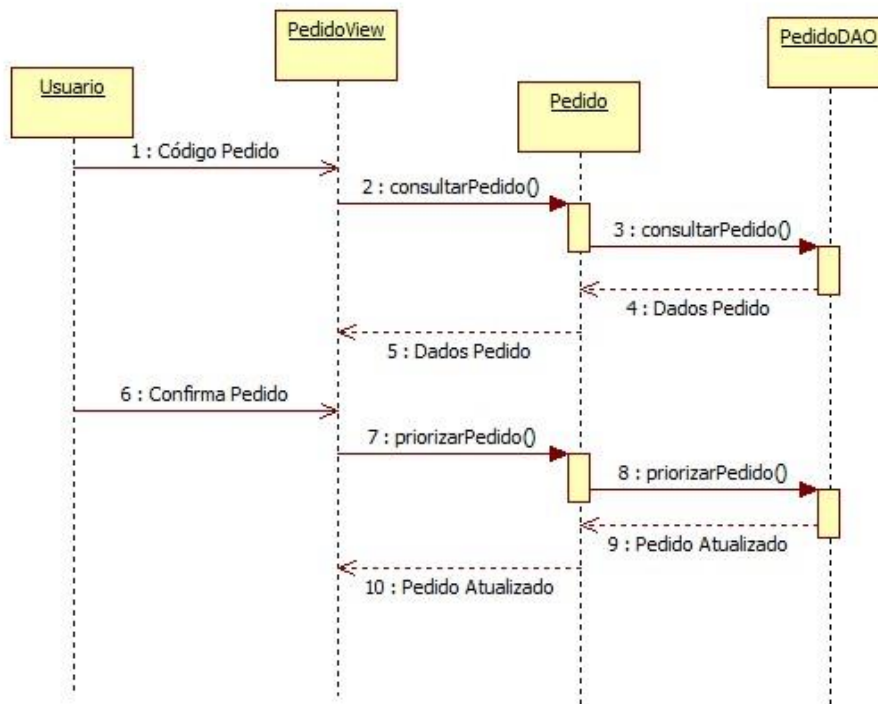 PedidoView
PedidoDAO
Usuario
Pedido
1 : Código Pedido
2 : consultarPedido()
3 : consultarPedido()
4 : Dados Pedido
5 : Dados Pedido
6 : Confirma Pedido
7 : priorizarPedido()
8 : priorizarPedido()
9 : Pedido Atualizado
10 : Pedido Atualizado